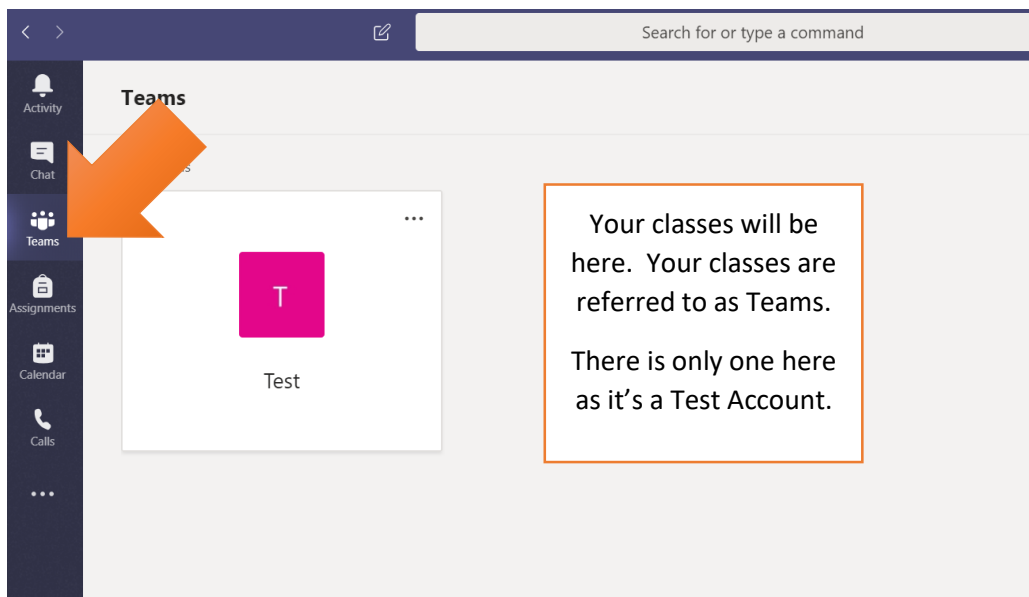 Search for or type a command
Activity
Teams
Chat
Teams
T
Test
Assignments
Calendar
Calls
Your classes will be
here.  Your classes are
referred to as Teams.
There is only one here
as it’s a Test Account.